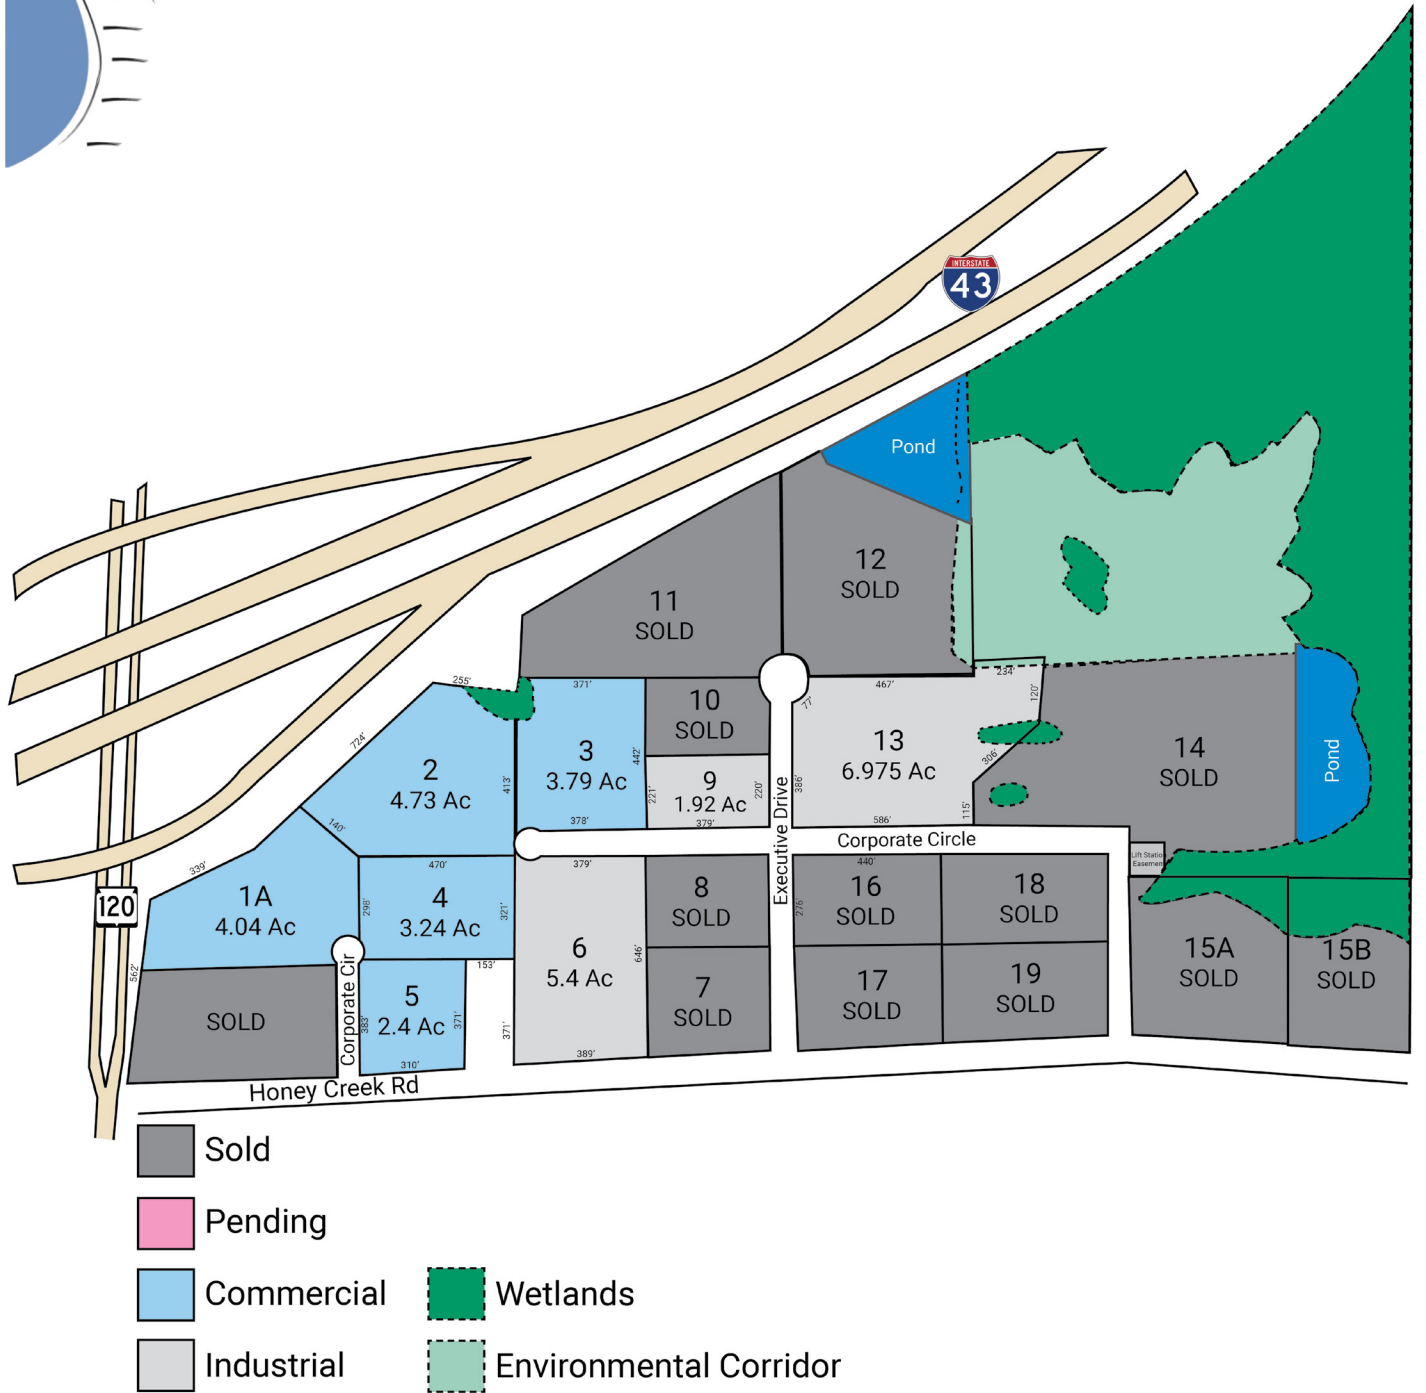 INTERSTATE
43
Pond
12
SOLD
11
SOLD
255'
371'
10
SOLD
467'
77'
234'
120'
724'
2
4.73 Ac
413'
3
3.79 Ac
442'
378'
9
1.92 Ac
221'
220'
379'
386'
13
6.975 Ac
306'
115'
586'
14
SOLD
Pond
140'
339'
470'
Corporate Circle
Executive Drive
Lift Statio
Easemen
120
1A
4.04 Ac
298'
4
3.24 Ac
321'
379'
8
SOLD
440'
276'
16
SOLD
18
SOLD
6
5.4 Ac
646'
153'
562'
SOLD
Corporate Cir
383'
5
2.4 Ac
371'
310'
371'
389'
7
SOLD
17
SOLD
19
SOLD
15A
SOLD
15B
SOLD
Honey Creek Rd
Sold
Pending
Commercial
Wetlands
Industrial
Environmental Corridor